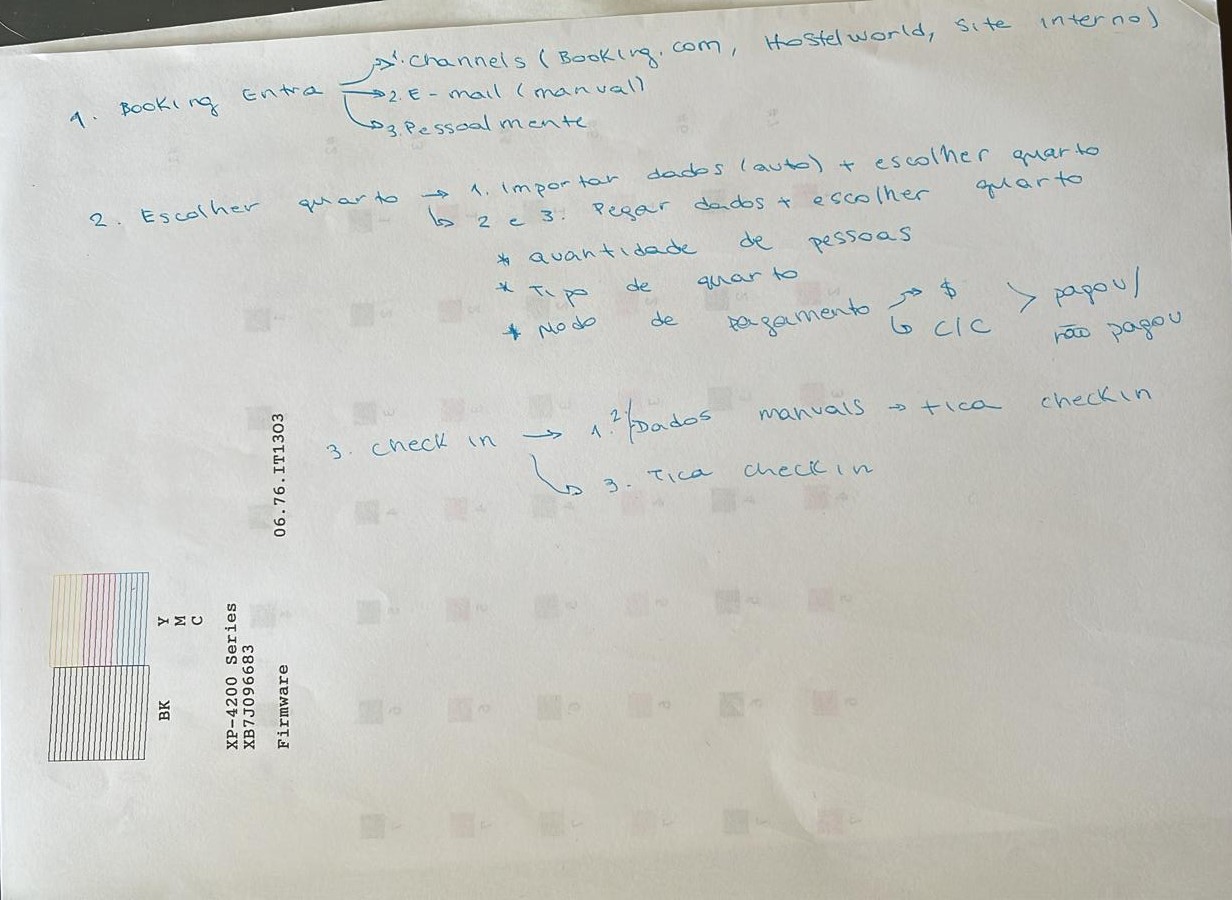 1. Channels (Booking.com, Hostelworld, Site interno)
1. Booking Entra
2. E-mail (manual)
3. Pessoalmente
2. Escolher quarto → 1. Importar dados (auto) + escolher quarto
2 e 3. Pegar dados + escolher quarto
* Quantidade de pessoas
* Tipo de quarto
* Modo de pagamento → $ > pagou/
C/C não pagou
3. Check in → 1. 2/Dados manuais → tica checkin
3. Tica checkin
BK
Y
M
C
XP-4200 Series
XB7J096683
Firmware 06.76.IT13O3